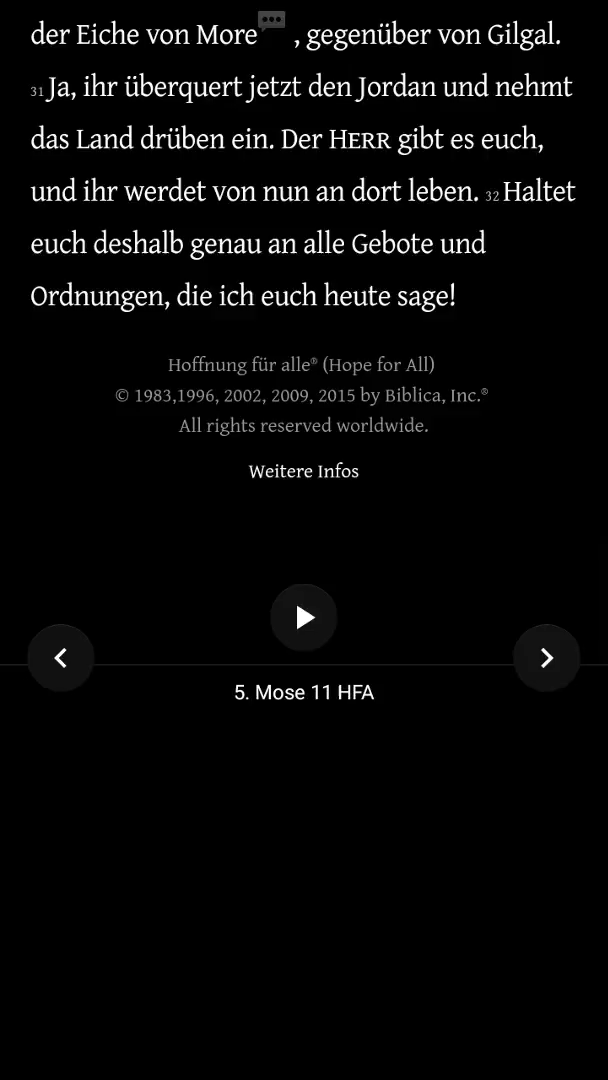 der Eiche von More , gegenüber von Gilgal.
31 Ja, ihr überquert jetzt den Jordan und nehmt
das Land drüben ein. Der HERR gibt es euch,
und ihr werdet von nun an dort leben. 32 Haltet
euch deshalb genau an alle Gebote und
Ordnungen, die ich euch heute sage!
Hoffnung für alle® (Hope for All)
© 1983,1996, 2002, 2009, 2015 by Biblica, Inc.®
All rights reserved worldwide.
Weitere Infos
5. Mose 11 HFA